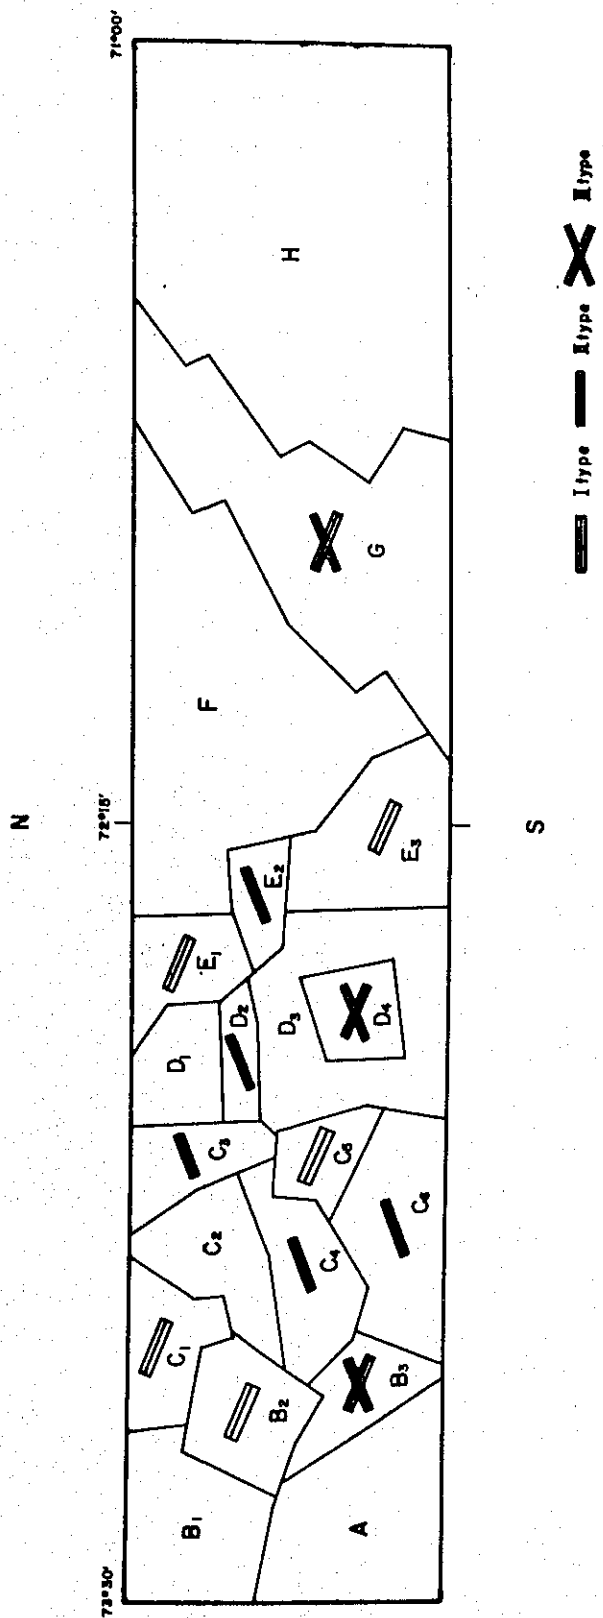 N
73°30' 72°15' 71°00'
C1
D1
B1
E1
F
C2
C3
D2
E2
B2
D3
H
C4
C5
A
G
D4
B3
E3
C6
S
I type II type III type